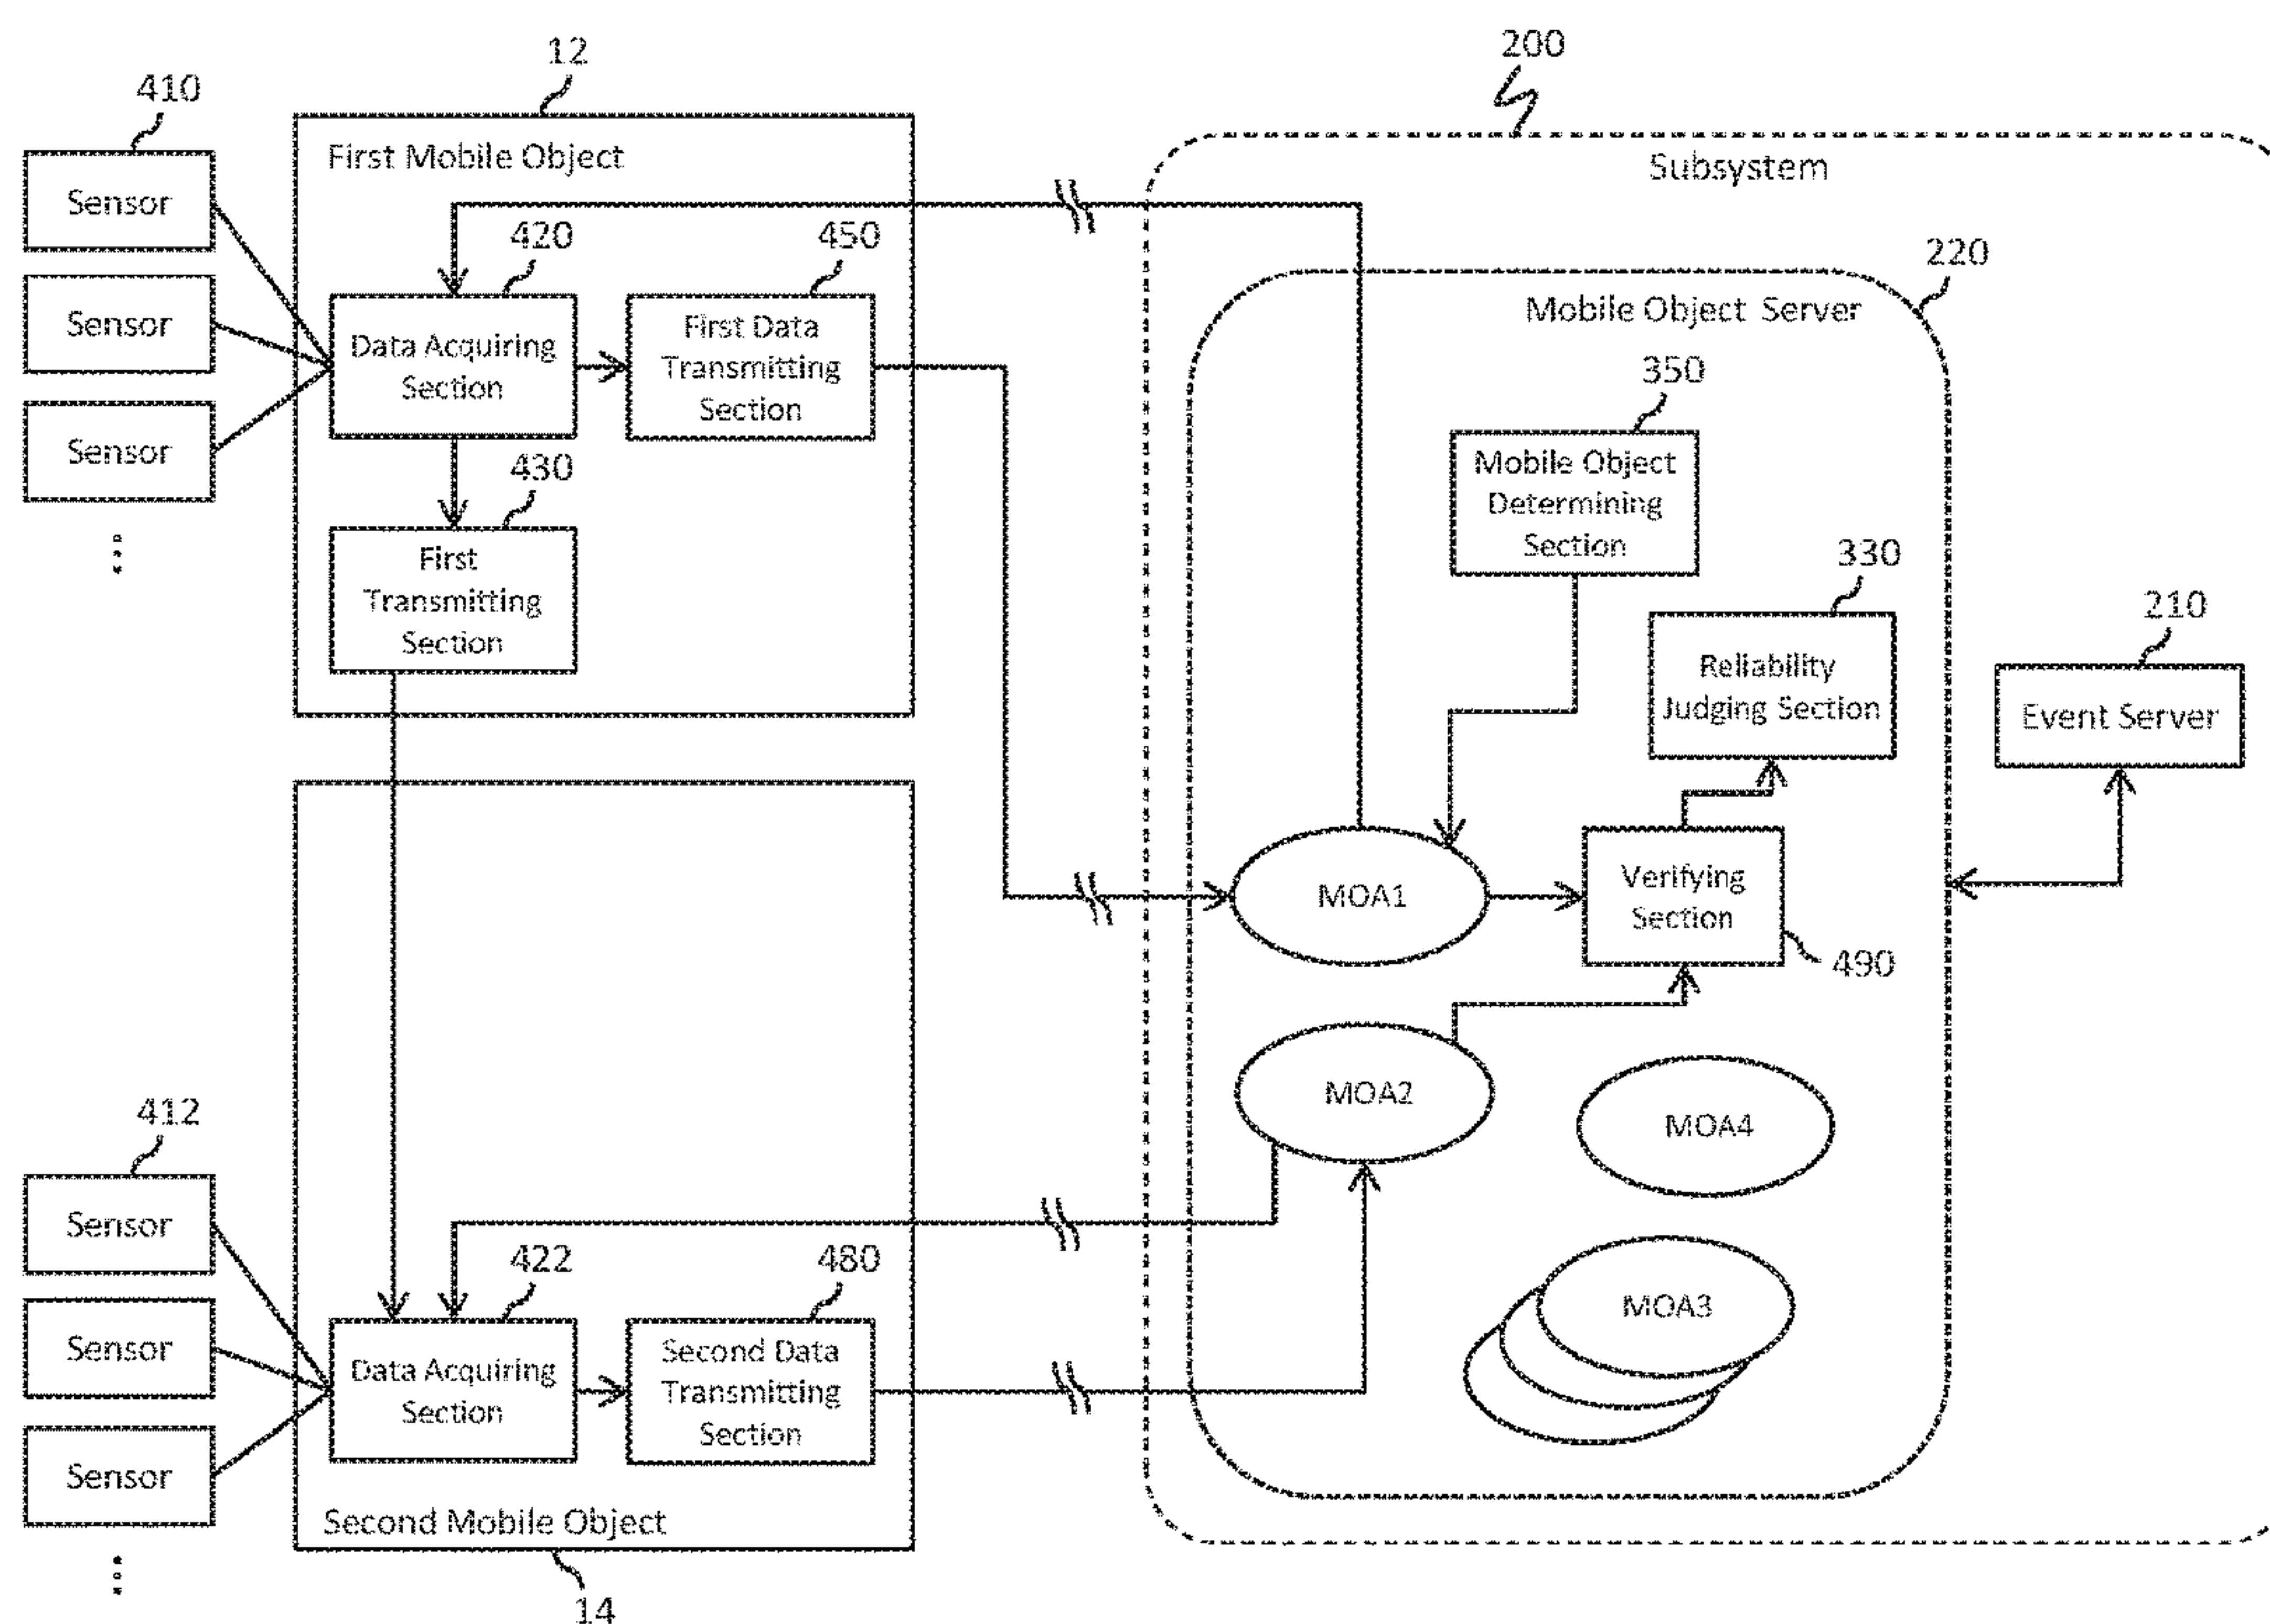 12
200
410
First Mobile Object
Subsystem
Sensor
420
450
220
Mobile Object Server
Sensor
Data Acquiring
Section
First Data
Transmitting
Section
350
Sensor
430
Mobile Object
Determining
Section
First
Transmitting
Section
330
210
Reliability
Judging Section
Event Server
MOA1
Verifying
Section
490
MOA2
412
MOA4
Sensor
422
480
MOA3
Sensor
Data Acquiring
Section
Second Data
Transmitting
Section
Sensor
Second Mobile Object
14